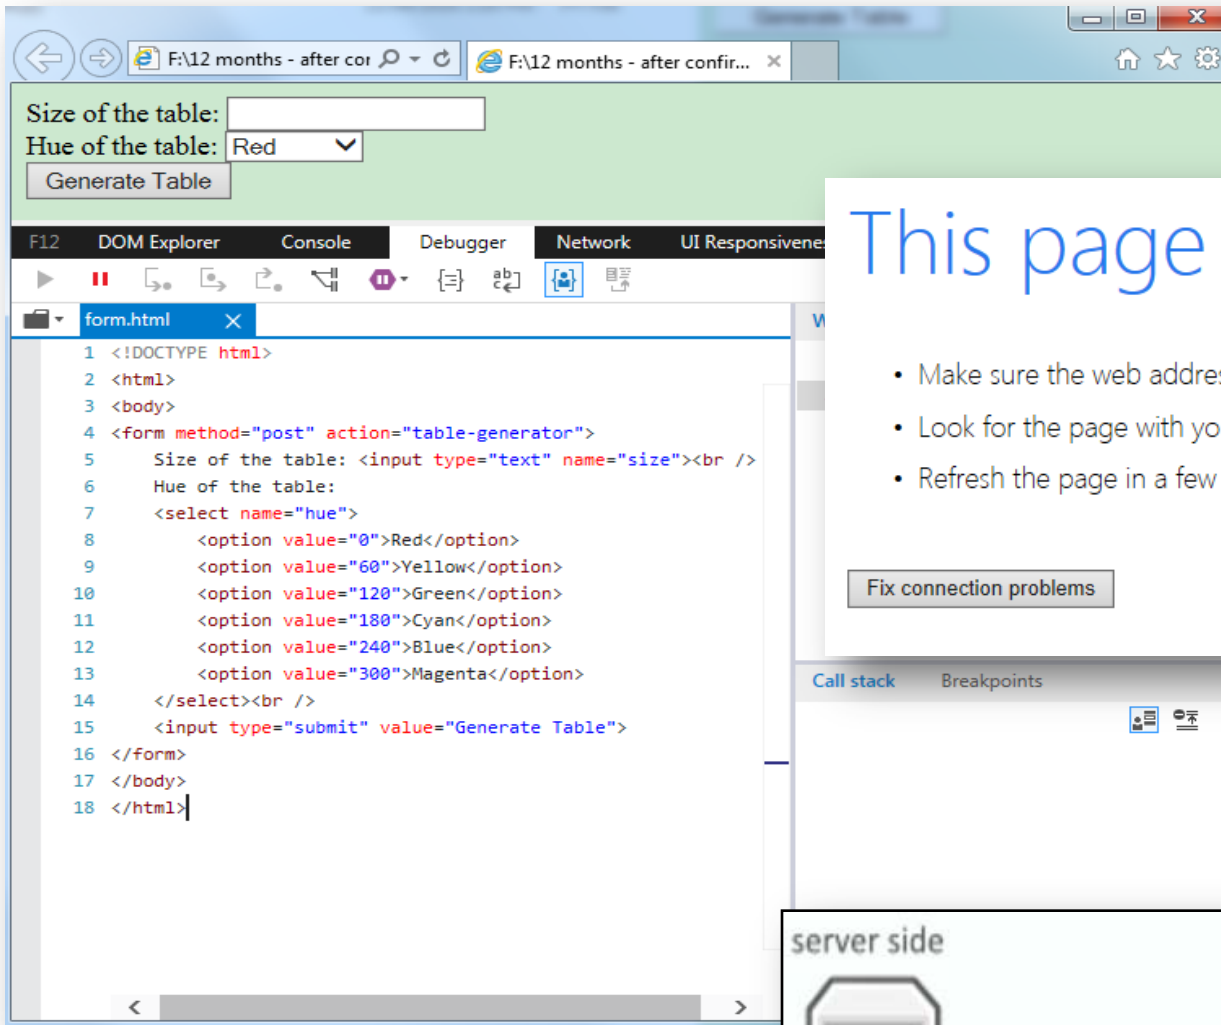 F:\12 months - after cor
F:\12 months - after confir...
Size of the table:
Hue of the table: Red
Generate Table
F12 DOM Explorer Console Debugger Network UI Responsivenes
form.html
1 <!DOCTYPE html>
2 <html>
3 <body>
4 <form method="post" action="table-generator">
5 Size of the table: <input type="text" name="size"><br />
6 Hue of the table:
7 <select name="hue">
8 <option value="0">Red</option>
9 <option value="60">Yellow</option>
10 <option value="120">Green</option>
11 <option value="180">Cyan</option>
12 <option value="240">Blue</option>
13 <option value="300">Magenta</option>
14 </select><br />
15 <input type="submit" value="Generate Table">
16 </form>
17 </body>
18 </html>
This page
• Make sure the web addres
• Look for the page with yo
• Refresh the page in a few
Fix connection problems
Call stack Breakpoints
server side